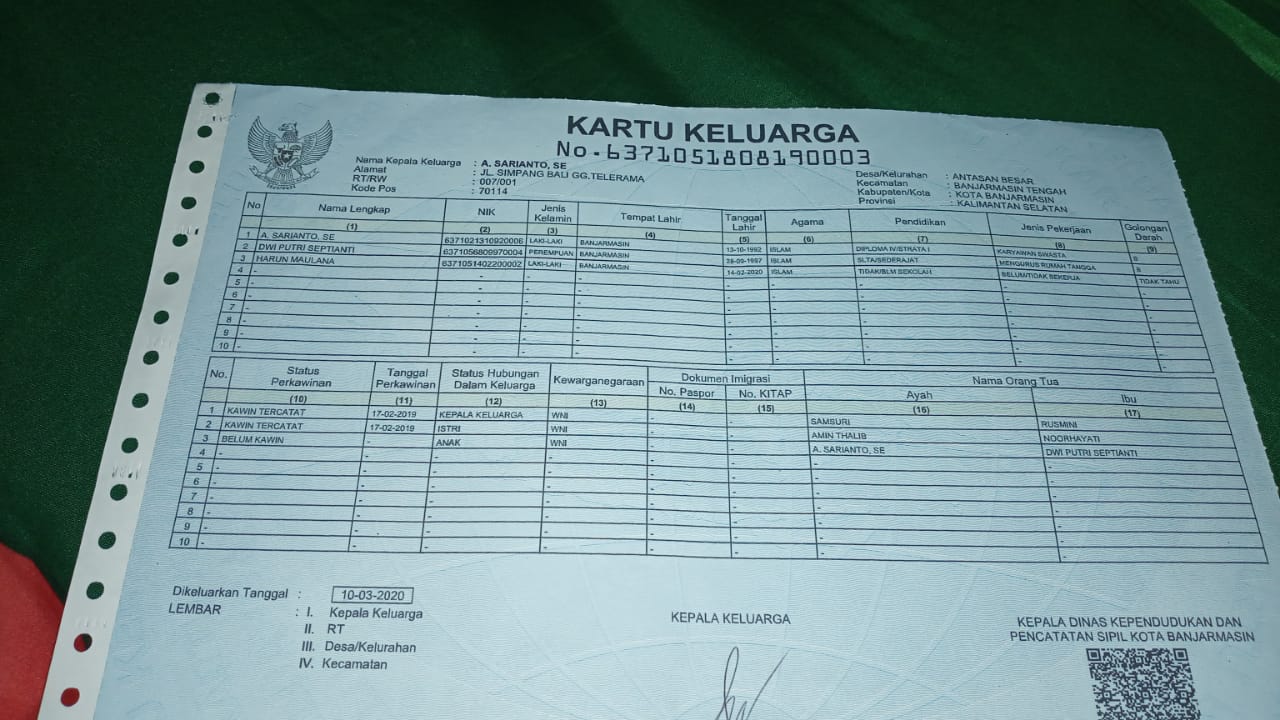 KARTU KELUARGA
No. 6371051808190003
Nama Kepala Keluarga : A. SARIANTO, SE
Alamat : JL. SIMPANG BALI GG.TELERAMA
RT/RW : 007/001
Kode Pos : 70114
Desa/Kelurahan : ANTASAN BESAR
Kecamatan : BANJARMASIN TENGAH
Kabupaten/Kota : KOTA BANJARMASIN
Provinsi : KALIMANTAN SELATAN
No Nama Lengkap NIK Jenis Kelamin Tempat Lahir Tanggal Lahir Agama Pendidikan Jenis Pekerjaan Golongan Darah
(1) (2) (3) (4) (5) (6) (7) (8) (9)
1 A. SARIANTO, SE 6371021310920006 LAKI-LAKI BANJARMASIN 13-10-1992 ISLAM DIPLOMA IV/STRATA I KARYAWAN SWASTA B
2 DWI PUTRI SEPTIANTI 6371056809970004 PEREMPUAN BANJARMASIN 28-09-1997 ISLAM SLTA/SEDERAJAT MENGURUS RUMAH TANGGA B
3 HARUN MAULANA 6371051402200002 LAKI-LAKI BANJARMASIN 14-02-2020 ISLAM TIDAK/BLM SEKOLAH BELUM/TIDAK BEKERJA TIDAK TAHU
4 - - - - - - - - -
5 - - - - - - - - -
6 - - - - - - - - -
7 - - - - - - - - -
8 - - - - - - - - -
9 - - - - - - - - -
10 - - - - - - - - -
No. Status Perkawinan Tanggal Perkawinan Status Hubungan Dalam Keluarga Kewarganegaraan Dokumen Imigrasi Nama Orang Tua
No. Paspor No. KITAP Ayah Ibu
(10) (11) (12) (13) (14) (15) (16) (17)
1 KAWIN TERCATAT 17-02-2019 KEPALA KELUARGA WNI - - SAMSURI RUSMINI
2 KAWIN TERCATAT 17-02-2019 ISTRI WNI - - AMIN THALIB NOORHAYATI
3 BELUM KAWIN - ANAK WNI - - A. SARIANTO, SE DWI PUTRI SEPTIANTI
4 - - - - - - - -
5 - - - - - - - -
6 - - - - - - - -
7 - - - - - - - -
8 - - - - - - - -
9 - - - - - - - -
10 - - - - - - - -
Dikeluarkan Tanggal : 10-03-2020
LEMBAR : I. Kepala Keluarga
II. RT
III. Desa/Kelurahan
IV. Kecamatan
KEPALA KELUARGA
KEPALA DINAS KEPENDUDUKAN DAN
PENCATATAN SIPIL KOTA BANJARMASIN